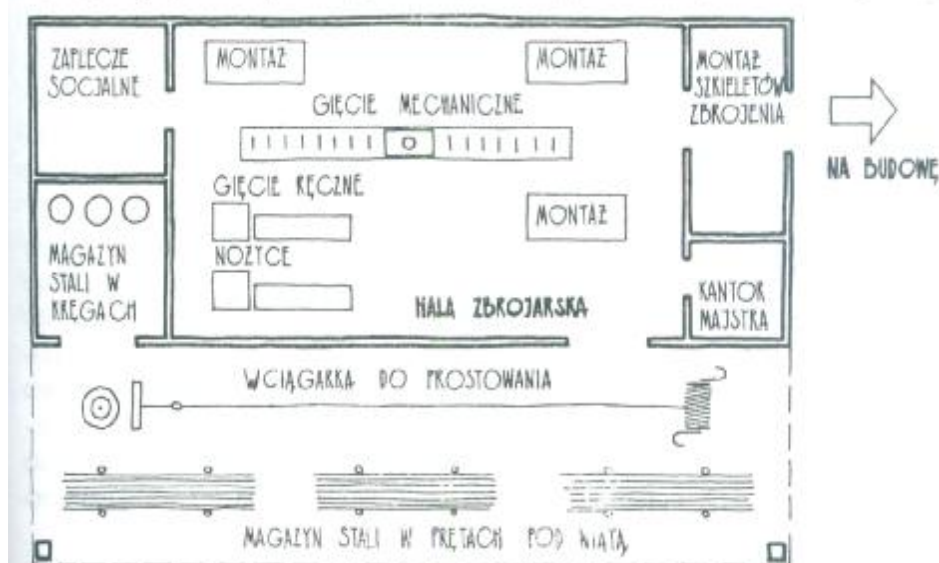 ZAPLECZE
SOCJALNE
MONTAŻ
MONTAŻ
MONTAŻ
SZKIELETÓW
ZBROJENIA
GIĘCIE MECHANICZNE
NA BUDOWĘ
GIĘCIE RĘCZNE
MONTAŻ
NOŻYCE
MAGAZYN
STALI W
KRĘGACH
HALA ZBROJARSKA
KANTOR
MAJSTRA
WCIĄGARKA DO PROSTOWANIA
MAGAZYN STALI W PRĘTACH POD WIATĄ